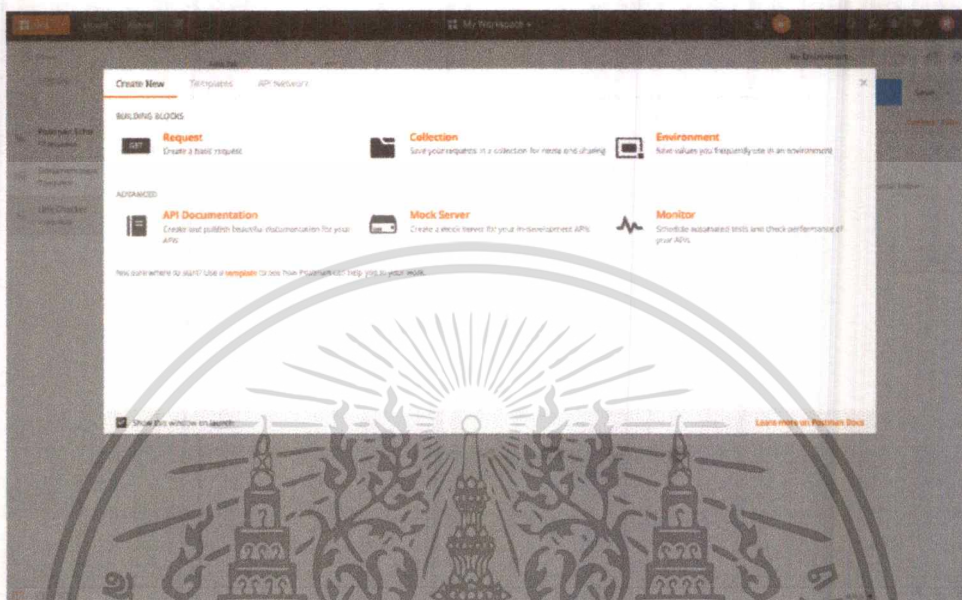 My Workspace
My Environment
Create New Templates API Network
BUILDING BLOCKS
GET
Request
Create a basic request
Collection
Save your requests in a collection for reuse and sharing
Environment
Save values you frequently use in an environment
ADVANCED
API Documentation
Create and publish beautiful documentation for your
APIs
Mock Server
Create a mock server for your in-development APIs
Monitor
Schedule automated tests and check performance of
your APIs
Not sure where to start? Use a template to see how Postman can help you in your work.
Show this window on launch
Learn more on Postman Docs
Postman Echo